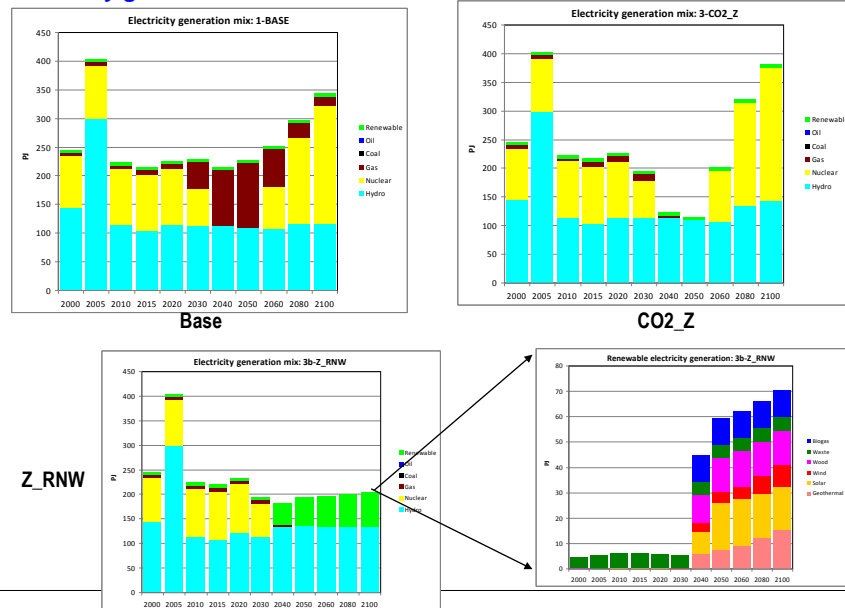 Electricity generation mix: 1-BASE
450
400
350
300
250
200
150
100
50
0
PJ
2000 2005 2010 2015 2020 2030 2040 2050 2060 2080 2100
Renewable
Oil
Coal
Gas
Nuclear
Hydro
Base
Electricity generation mix: 3-CO2_Z
450
400
350
300
250
200
150
100
50
0
PJ
2000 2005 2010 2015 2020 2030 2040 2050 2060 2080 2100
Renewable
Oil
Coal
Gas
Nuclear
Hydro
CO2_Z
Z_RNW
Electricity generation mix: 3b-Z_RNW
450
400
350
300
250
200
150
100
50
0
PJ
2000 2005 2010 2015 2020 2030 2040 2050 2060 2080 2100
Renewable
Oil
Coal
Gas
Nuclear
Hydro
Renewable electricity generation: 3b-Z_RNW
80
70
60
50
40
30
20
10
0
PJ
2000 2005 2010 2015 2020 2030 2040 2050 2060 2080 2100
Biogas
Waste
Wood
Wind
Solar
Geothermal